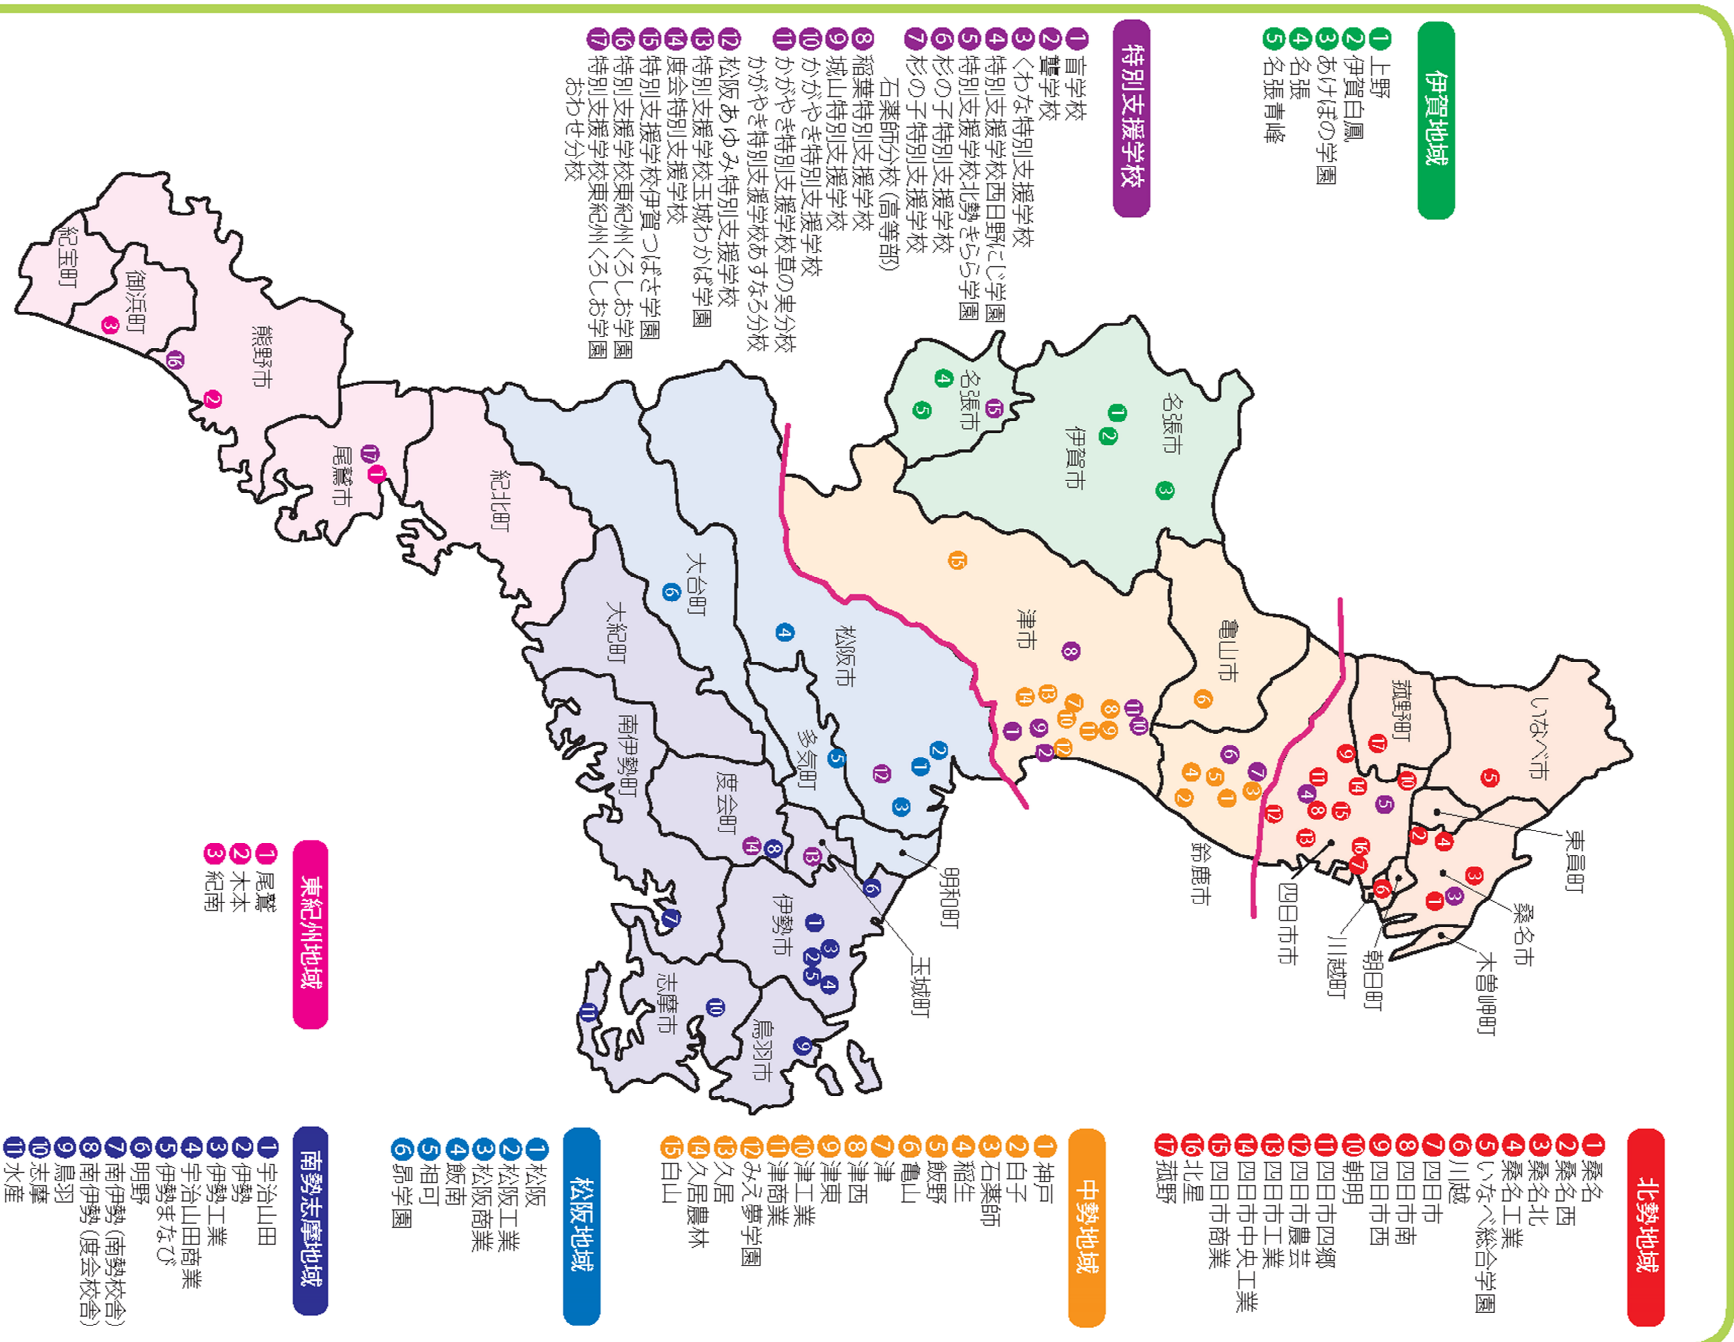 北勢地域
1 桑名
2 桑名西
3 桑名北
4 桑名工業
5 いなべ総合学園
6 川越
7 四日市
8 四日市南
9 四日市西
10 朝明
11 四日市四郷
12 四日市農芸
13 四日市工業
14 四日市中央工業
15 四日市商業
16 北星
17 菰野
中勢地域
1 神戸
2 白子
3 石薬師
4 稲生
5 飯野
6 亀山
7 津
8 津西
9 津東
10 津工業
11 津商業
12 みえ夢学園
13 久居
14 久居農林
15 白山
松阪地域
1 松阪
2 松阪工業
3 松阪商業
4 飯南
5 相可
6 昴学園
南勢志摩地域
1 宇治山田
2 伊勢
3 伊勢工業
4 宇治山田商業
5 伊勢まなび
6 明野
7 南伊勢(南勢校舎)
8 南伊勢(度会校舎)
9 鳥羽
10 志摩
11 水産
東紀州地域
1 尾鷲
2 木本
3 紀南
伊賀地域
1 上野
2 伊賀白鳳
3 あけぼの学園
4 名張
5 名張青峰
特別支援学校
1 盲学校
2 聾学校
3 くわな特別支援学校
4 特別支援学校西日野にじ学園
5 特別支援学校北勢きらら学園
6 杉の子特別支援学校
7 杉の子特別支援学校
石薬師分校(高等部)
8 稲葉特別支援学校
9 城山特別支援学校
10 かがやき特別支援学校
11 かがやき特別支援学校草の実分校
かがやき特別支援学校あすなろ分校
12 松阪あゆみ特別支援学校
13 特別支援学校玉城わかば学園
14 度会特別支援学校
15 特別支援学校伊賀つばさ学園
16 特別支援学校東紀州くろしお学園
17 特別支援学校東紀州くろしお学園
おわせ分校
いなべ市
東員町
桑名市
木曽岬町
菰野町
朝日町
川越町
四日市市
亀山市
鈴鹿市
名張市
伊賀市
津市
名張市
松阪市
明和町
玉城町
多気町
伊勢市
大台町
度会町
鳥羽市
志摩市
大紀町
南伊勢町
紀北町
尾鷲市
熊野市
御浜町
紀宝町